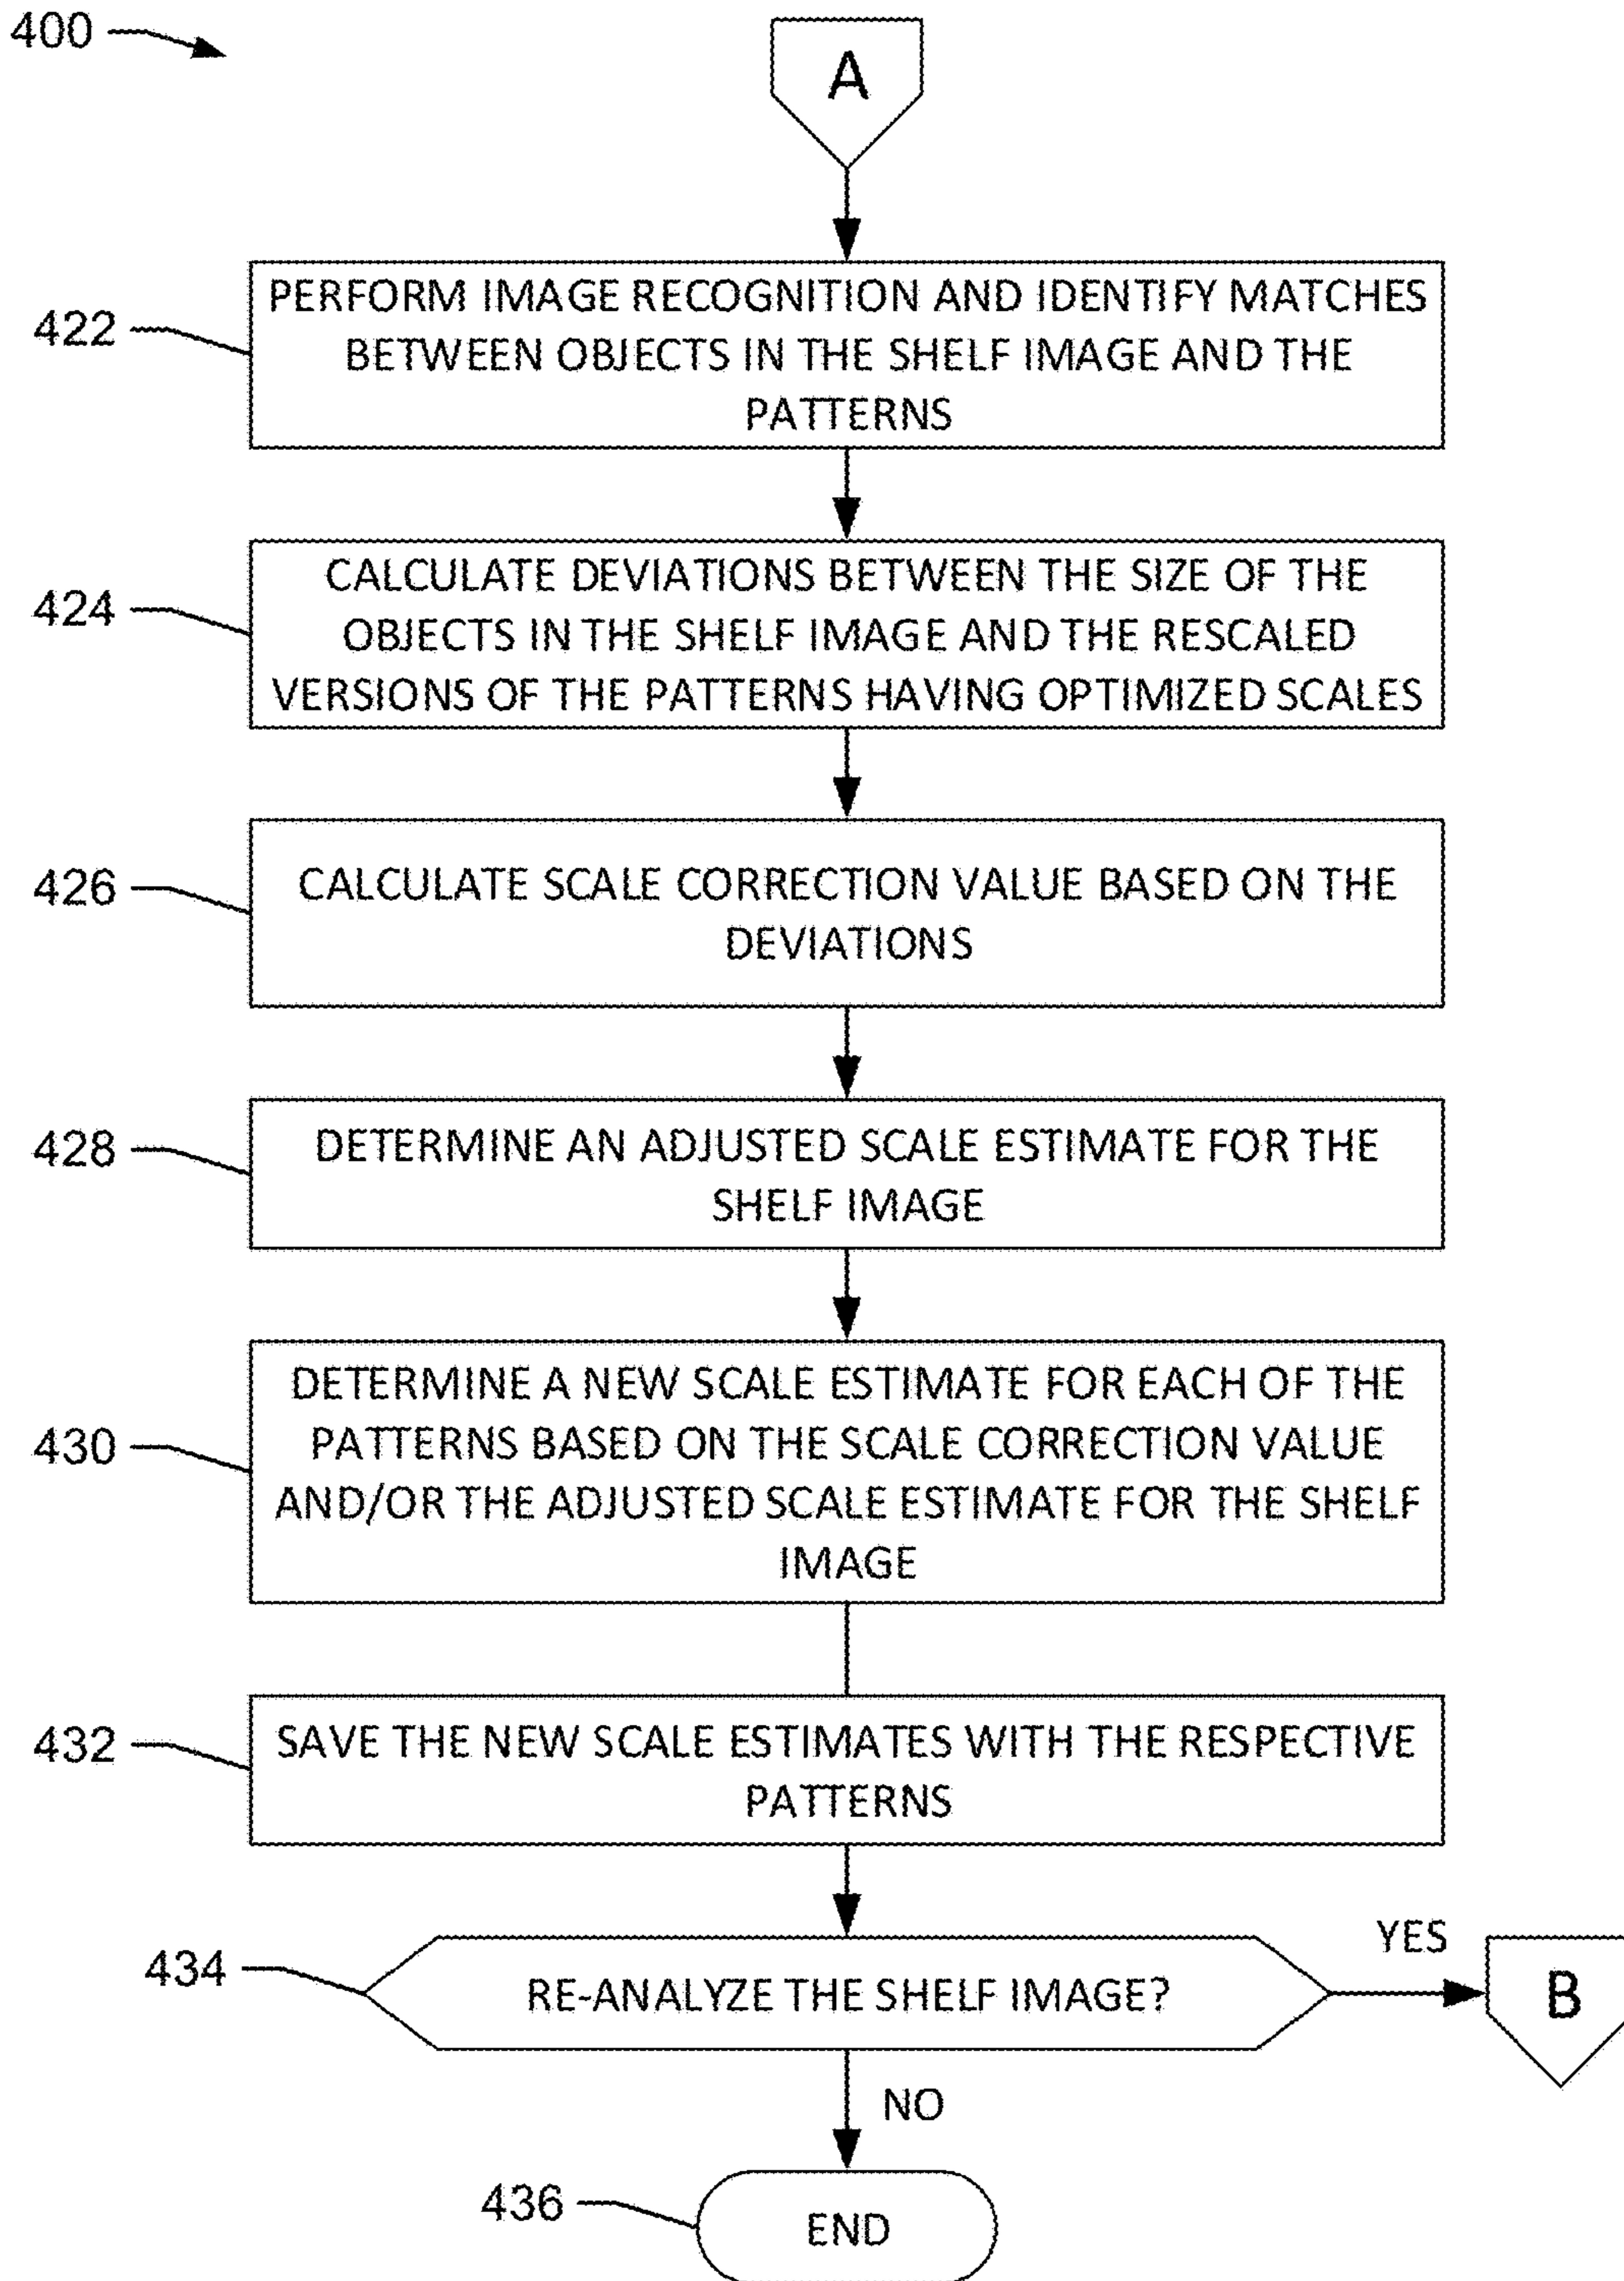 400
A
422
PERFORM IMAGE RECOGNITION AND IDENTIFY MATCHES
BETWEEN OBJECTS IN THE SHELF IMAGE AND THE
PATTERNS
424
CALCULATE DEVIATIONS BETWEEN THE SIZE OF THE
OBJECTS IN THE SHELF IMAGE AND THE RESCALED
VERSIONS OF THE PATTERNS HAVING OPTIMIZED SCALES
426
CALCULATE SCALE CORRECTION VALUE BASED ON THE
DEVIATIONS
428
DETERMINE AN ADJUSTED SCALE ESTIMATE FOR THE
SHELF IMAGE
430
DETERMINE A NEW SCALE ESTIMATE FOR EACH OF THE
PATTERNS BASED ON THE SCALE CORRECTION VALUE
AND/OR THE ADJUSTED SCALE ESTIMATE FOR THE SHELF
IMAGE
432
SAVE THE NEW SCALE ESTIMATES WITH THE RESPECTIVE
PATTERNS
434
RE-ANALYZE THE SHELF IMAGE?
YES
B
NO
436
END